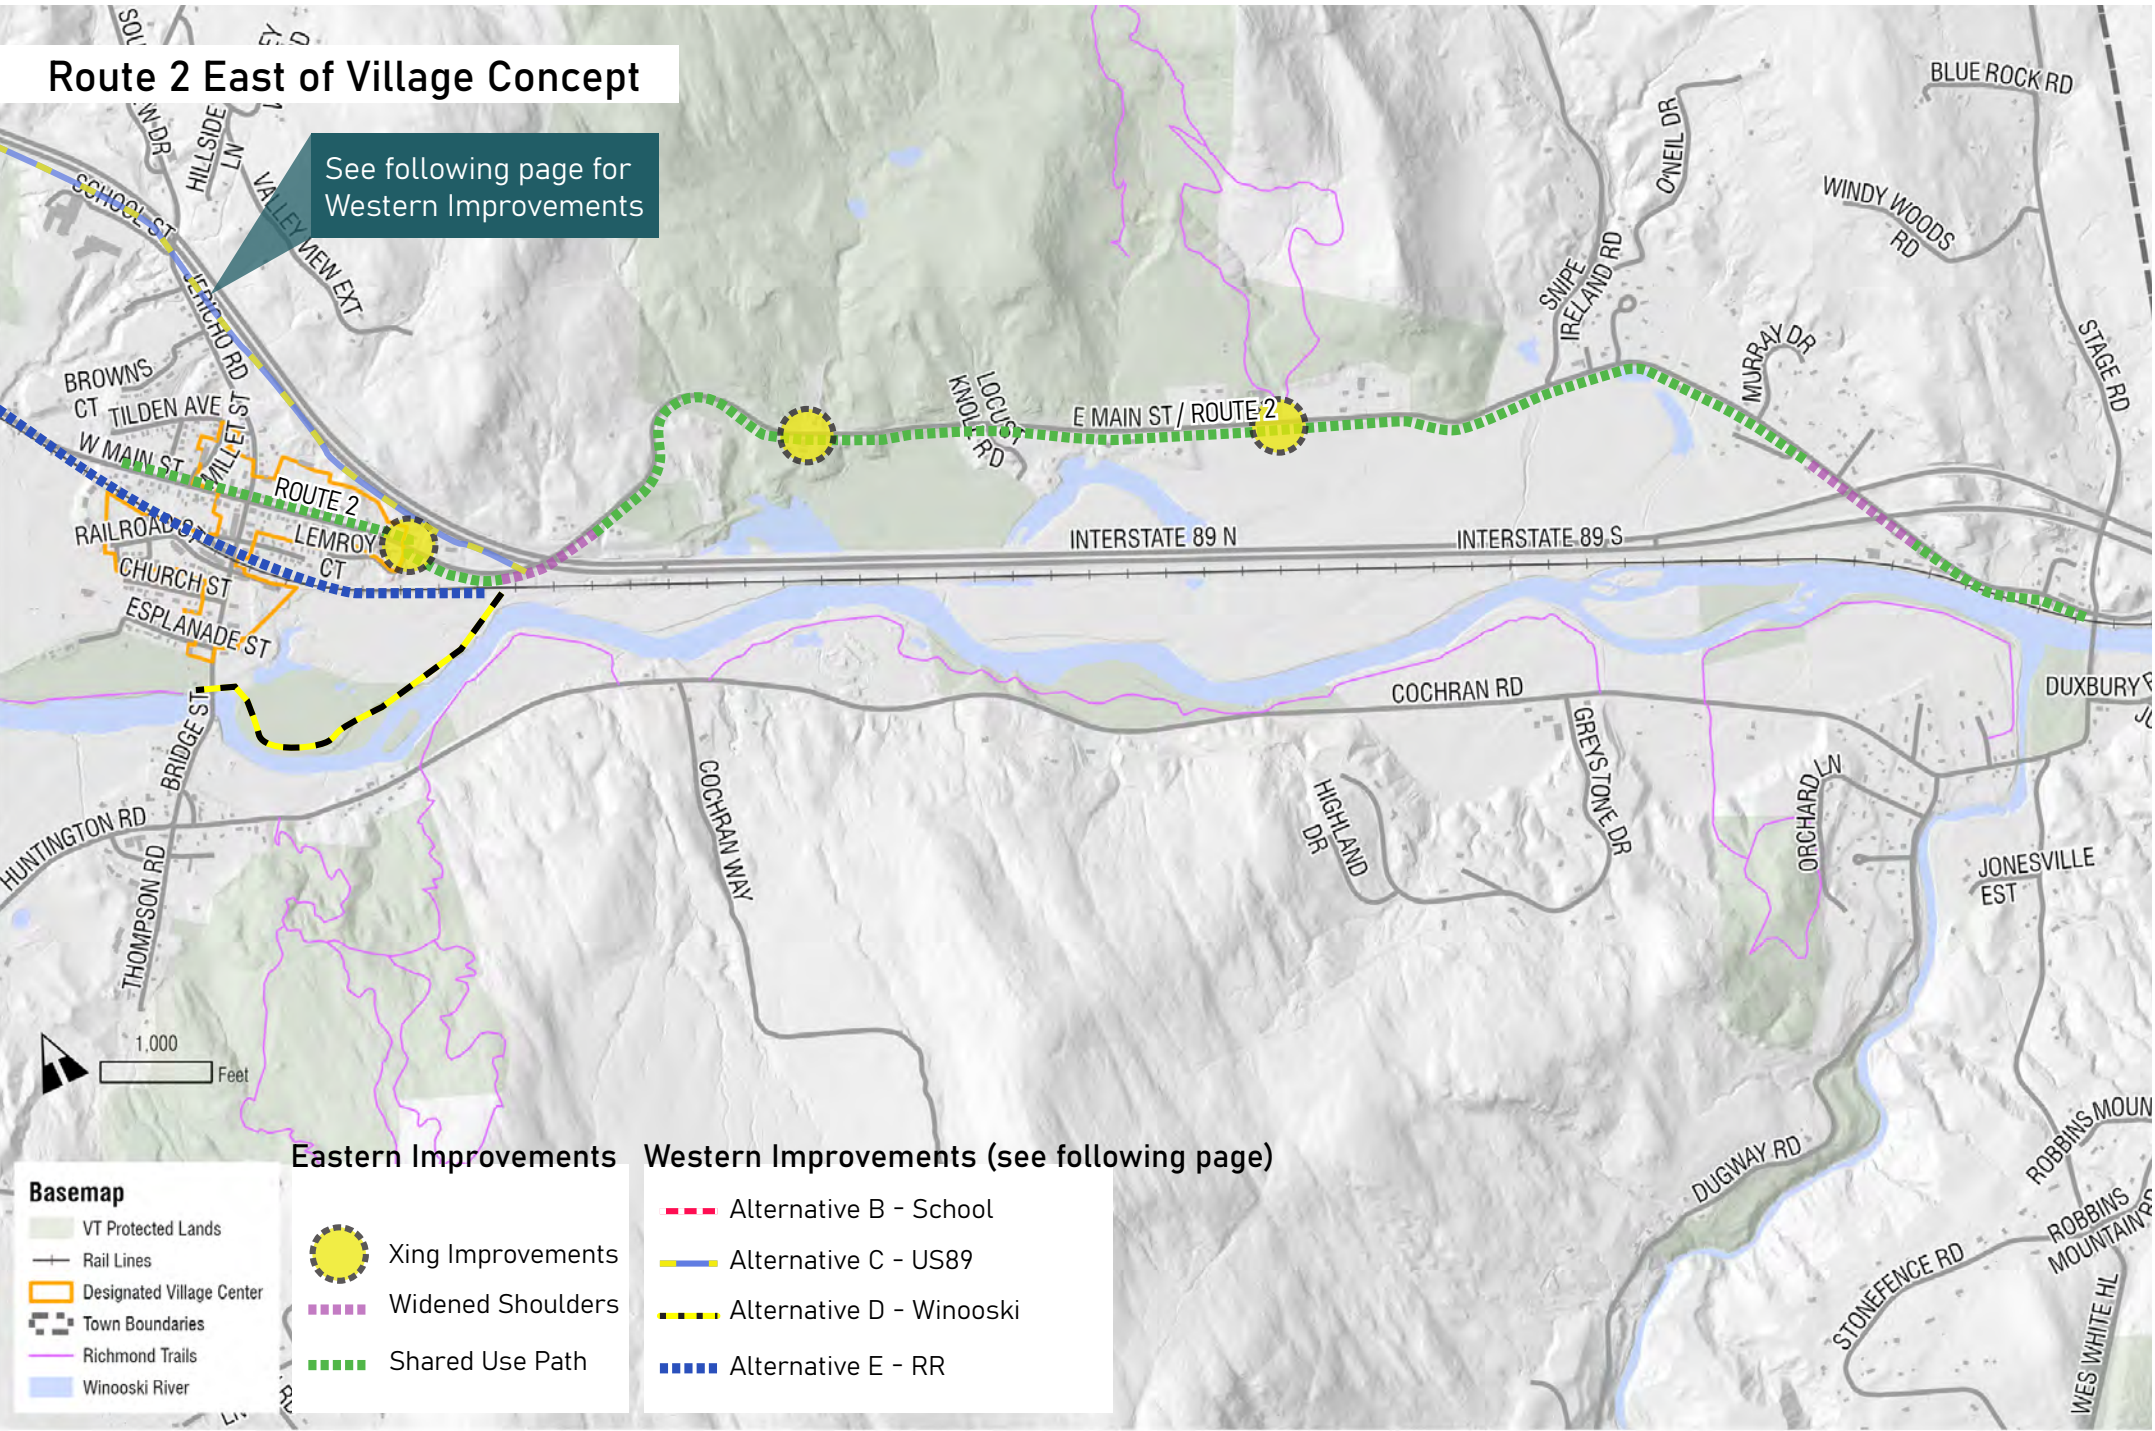 Route 2 East of Village Concept
See following page for
Western Improvements
HILLSIDE
LN
VALLEY VIEW EXT
SCHOOL ST
JERICHO RD
BROWNS
CT
TILDEN AVE
MILLET ST
W MAIN ST
ROUTE 2
RAILROAD ST
LEMROY
CT
CHURCH ST
ESPLANADE ST
BRIDGE ST
HUNTINGTON RD
THOMPSON RD
COCHRAN WAY
LOCUST
KNOLL RD
E MAIN ST / ROUTE 2
INTERSTATE 89 N
INTERSTATE 89 S
SNIPE
IRELAND RD
O'NEIL DR
BLUE ROCK RD
WINDY WOODS
RD
MURRAY DR
STAGE RD
COCHRAN RD
DUXBURY
GREYSTONE DR
HIGHLAND
DR
ORCHARD LN
JONESVILLE
EST
DUGWAY RD
ROBBINS MOUN
ROBBINS
MOUNTAIN RD
STONEFENCE RD
WES WHITE HL
1,000
Feet
Basemap
VT Protected Lands
Rail Lines
Designated Village Center
Town Boundaries
Richmond Trails
Winooski River
Eastern Improvements
Xing Improvements
Widened Shoulders
Shared Use Path
Western Improvements (see following page)
Alternative B - School
Alternative C - US89
Alternative D - Winooski
Alternative E - RR